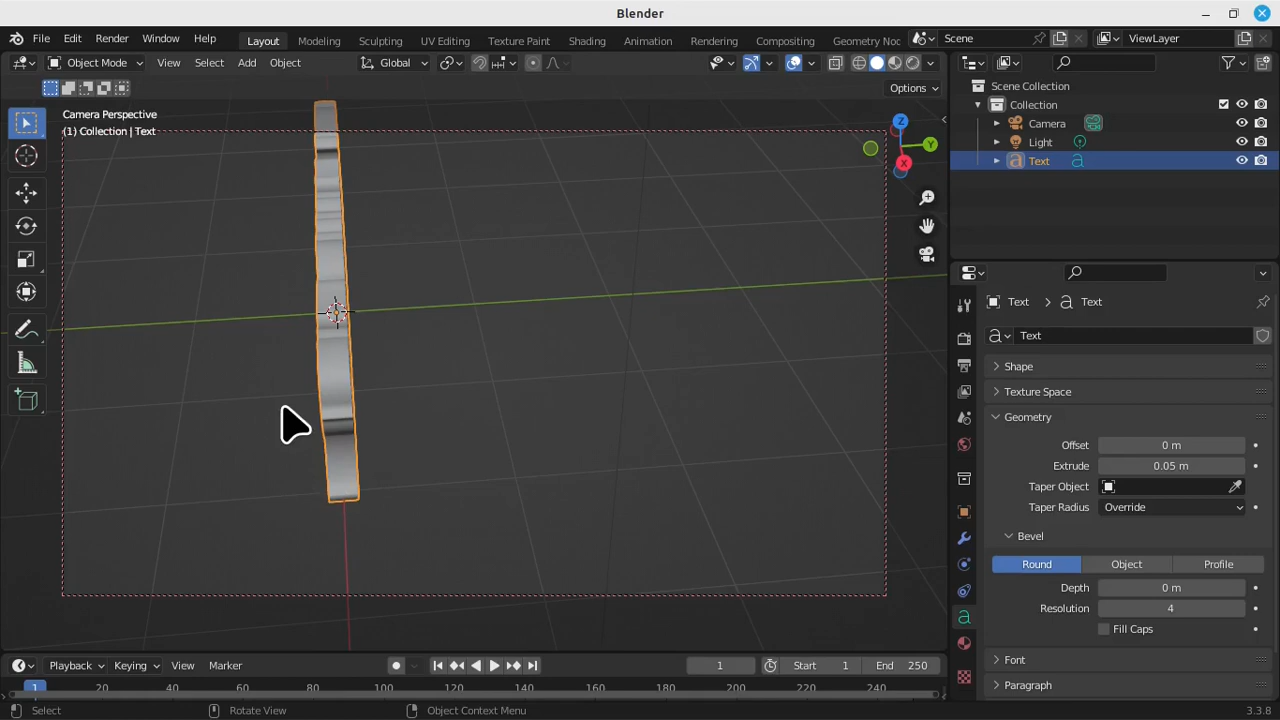 Blender
File Edit Render Window Help Layout Modeling Sculpting UV Editing Texture Paint Shading Animation Rendering Compositing Geometry Noc Scene ViewLayer
Object Mode View Select Add Object Global
Options
Camera Perspective
(1) Collection | Text
Z
Y
X
Scene Collection
Collection
Camera
Light
Text
Text Text
Text
Shape
Texture Space
Geometry
Offset 0 m
Extrude 0.05 m
Taper Object
Taper Radius Override
Bevel
Round Object Profile
Depth 0 m
Resolution 4
Fill Caps
Font
Paragraph
Playback Keying View Marker 1 Start 1 End 250
1 20 40 60 80 100 120 140 160 180 200 220 240
Select Rotate View Object Context Menu 3.3.8